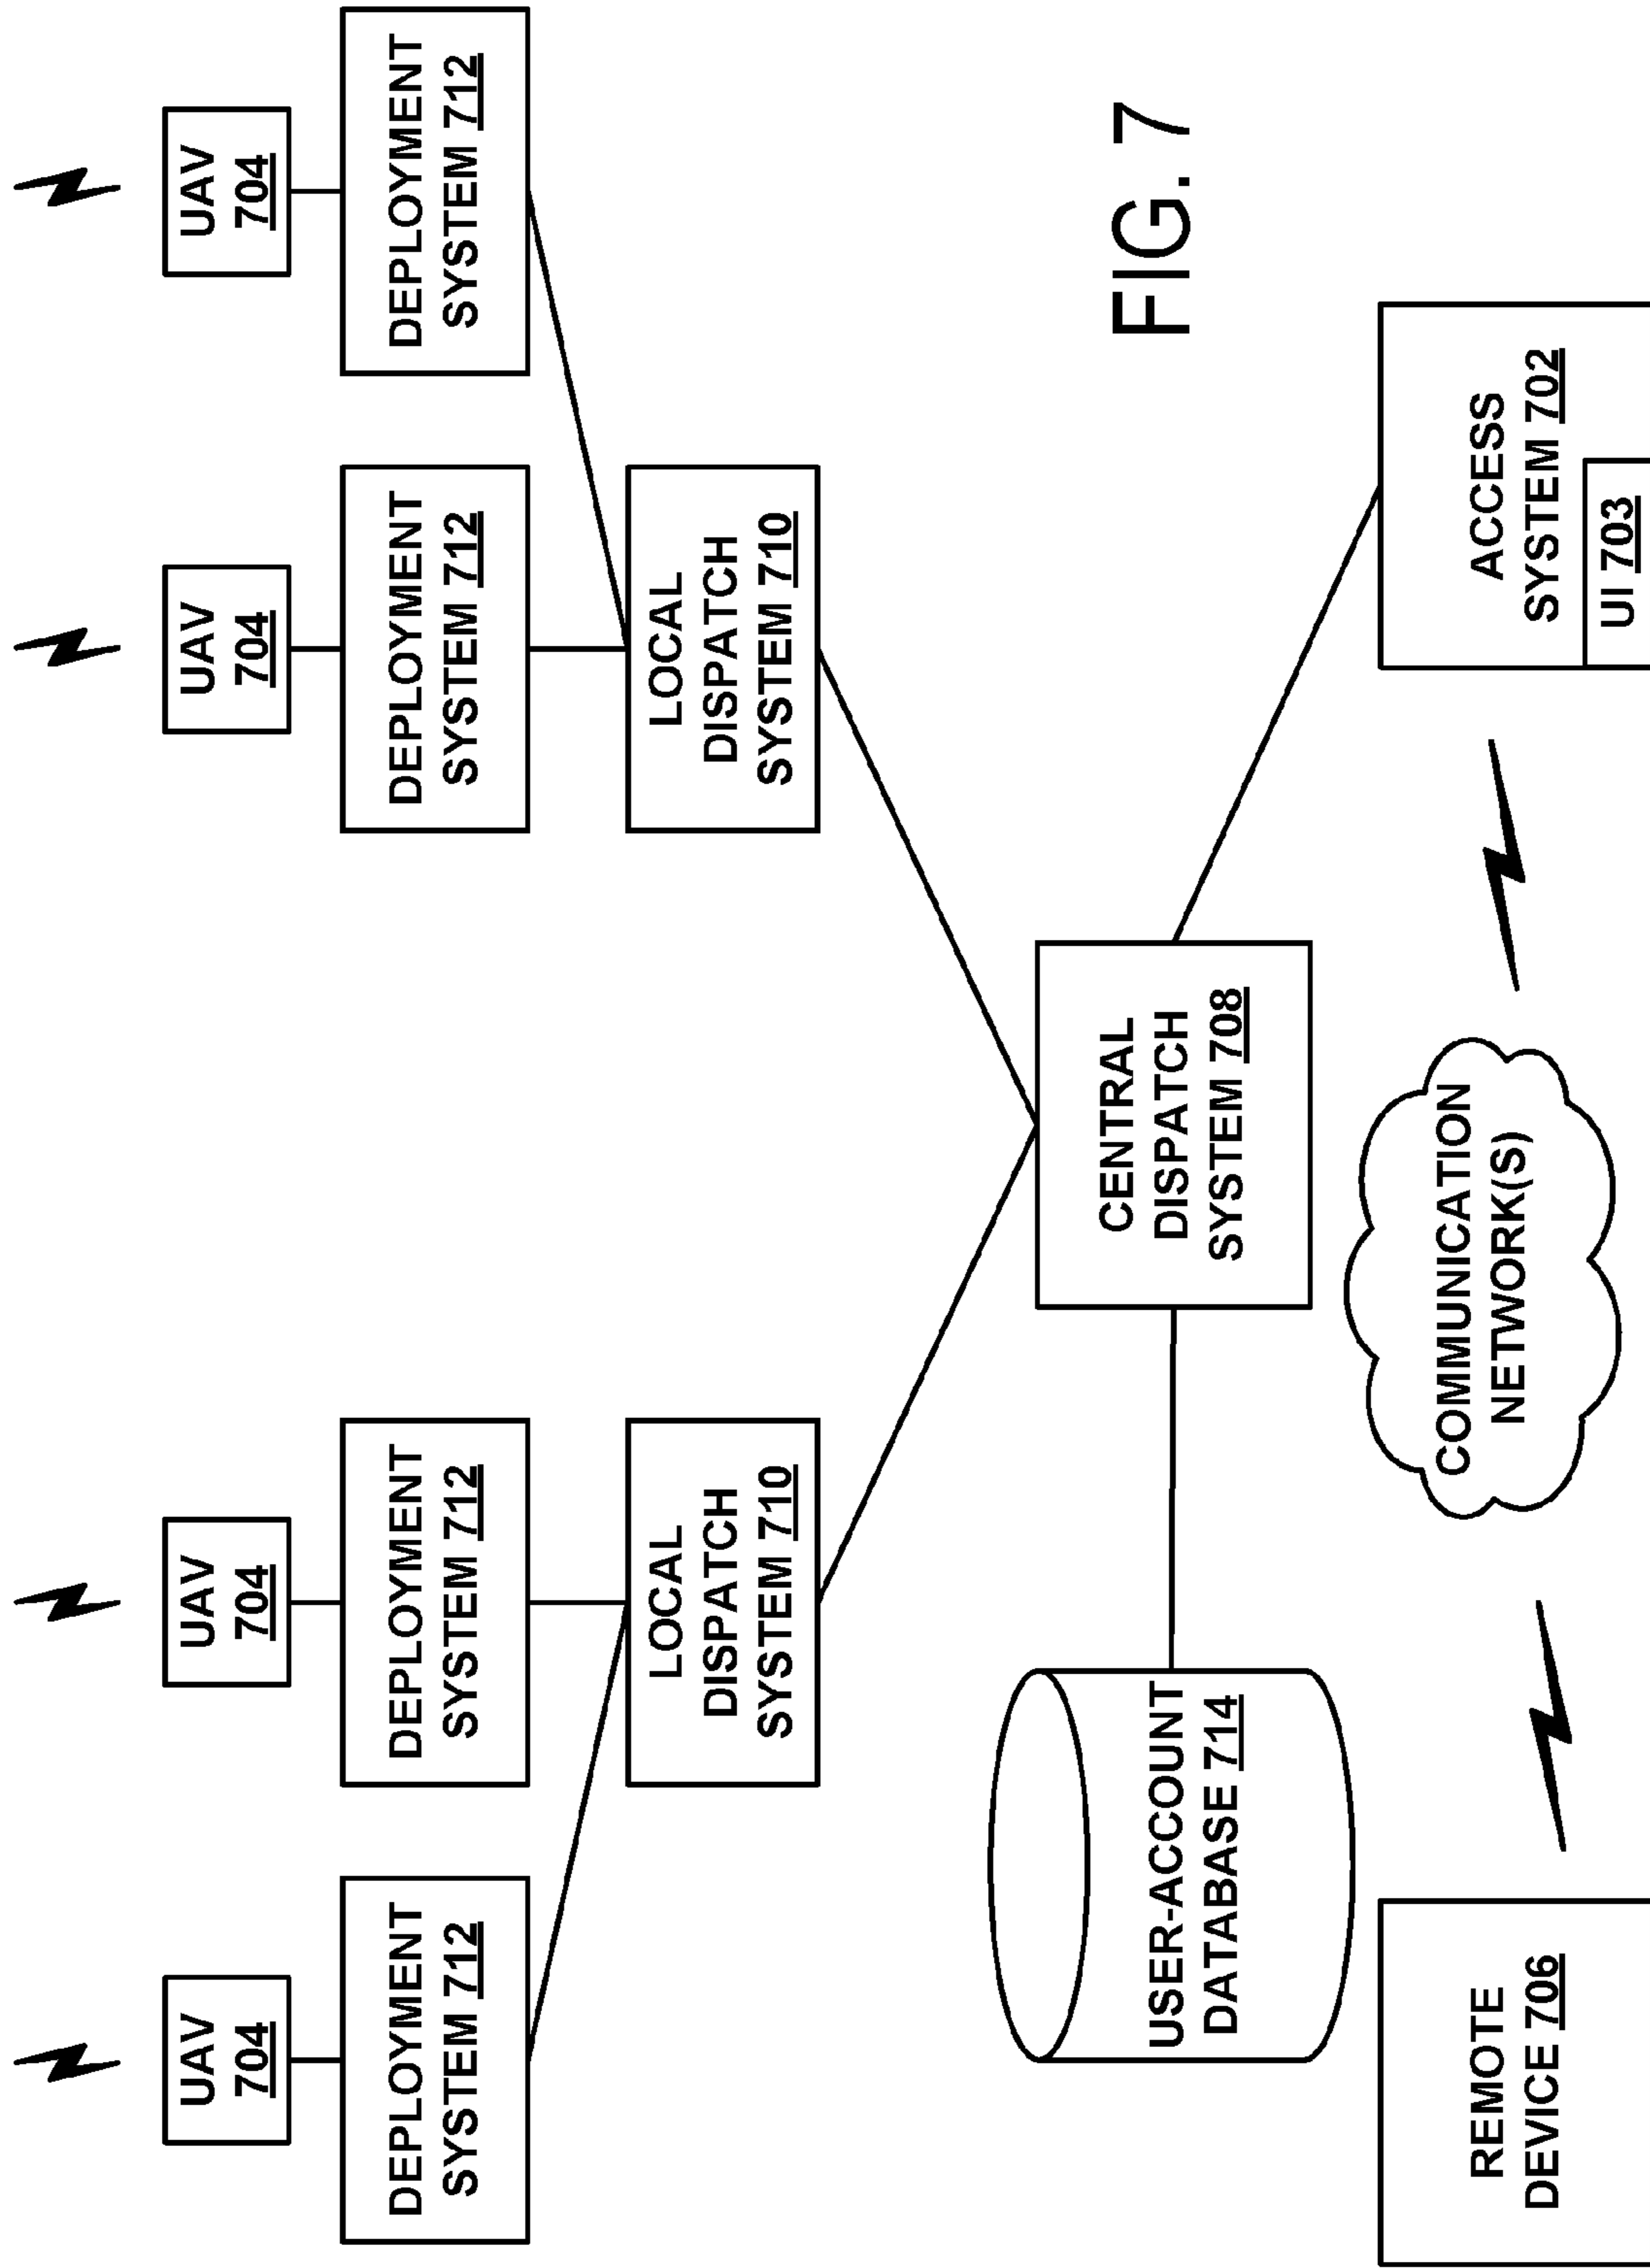 UAV
704
UAV
704
UAV
704
UAV
704
DEPLOYMENT
SYSTEM 712
DEPLOYMENT
SYSTEM 712
DEPLOYMENT
SYSTEM 712
DEPLOYMENT
SYSTEM 712
LOCAL
DISPATCH
SYSTEM 710
LOCAL
DISPATCH
SYSTEM 710
USER-ACCOUNT
DATABASE 714
CENTRAL
DISPATCH
SYSTEM 708
FIG. 7
REMOTE
DEVICE 706
COMMUNICATION
NETWORK(S)
ACCESS
SYSTEM 702
UI 703